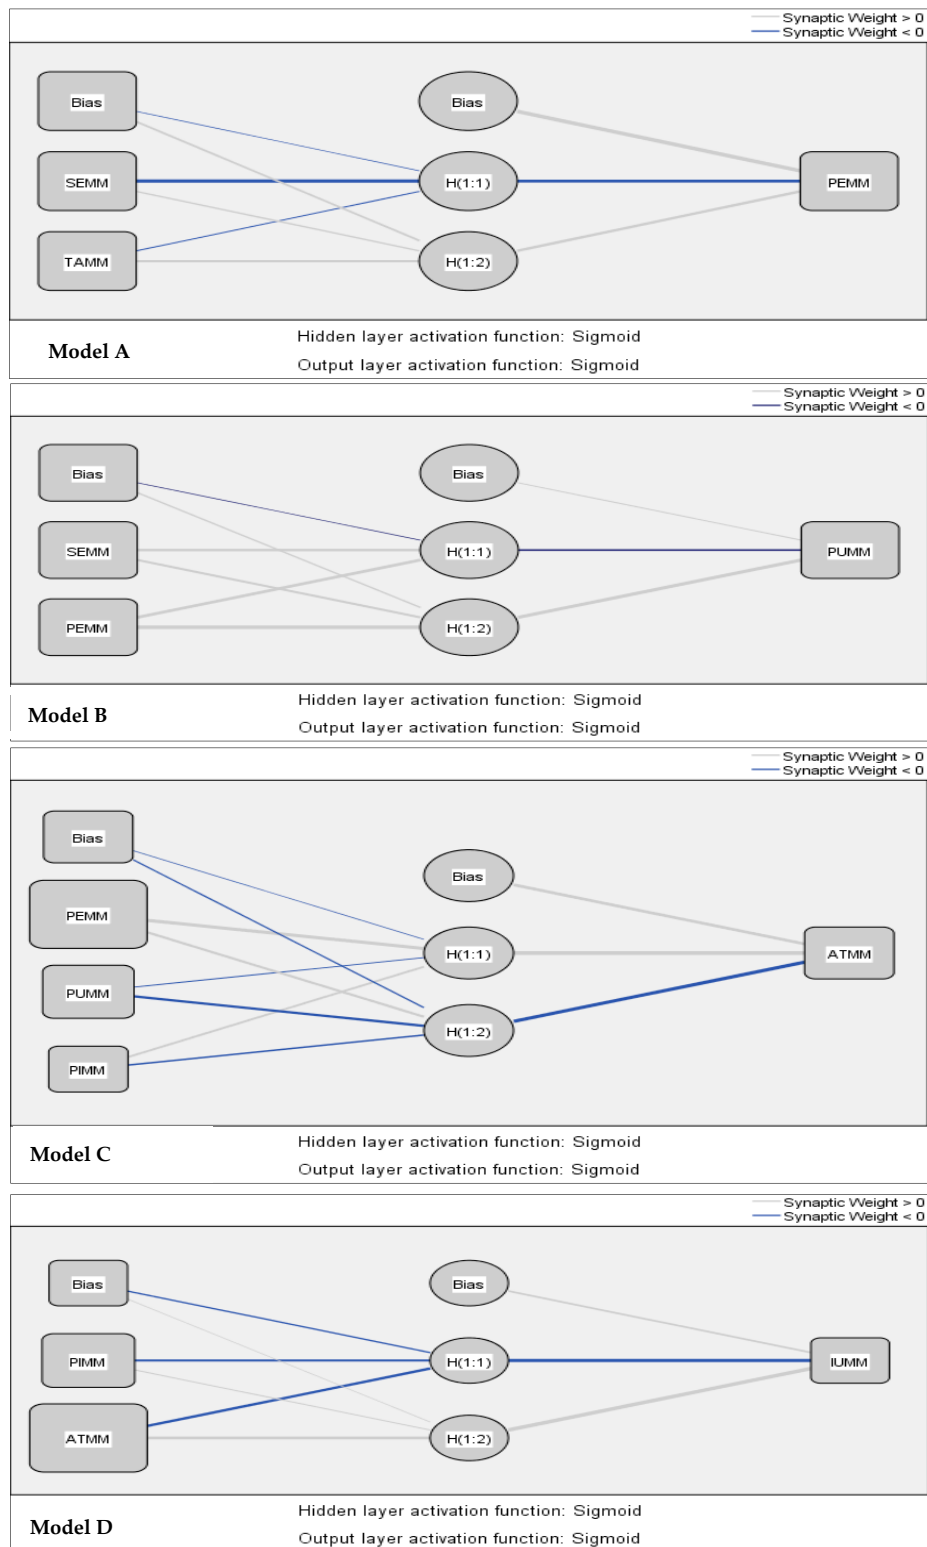 Synaptic Weight > 0
Synaptic Weight < 0
Bias
Bias
SEMM
H(1:1)
PEMM
TAMM
H(1:2)
Hidden layer activation function: Sigmoid
Model A
Output layer activation function: Sigmoid
Synaptic Weight > 0
Synaptic Weight < 0
Bias
Bias
SEMM
H(1:1)
PUMM
PEMM
H(1:2)
Hidden layer activation function: Sigmoid
Model B
Output layer activation function: Sigmoid
Synaptic Weight > 0
Synaptic Weight < 0
Bias
Bias
PEMM
H(1:1)
ATMM
PUMM
H(1:2)
PIMM
Hidden layer activation function: Sigmoid
Model C
Output layer activation function: Sigmoid
Synaptic Weight > 0
Synaptic Weight < 0
Bias
Bias
PIMM
H(1:1)
IUMM
ATMM
H(1:2)
Hidden layer activation function: Sigmoid
Model D
Output layer activation function: Sigmoid